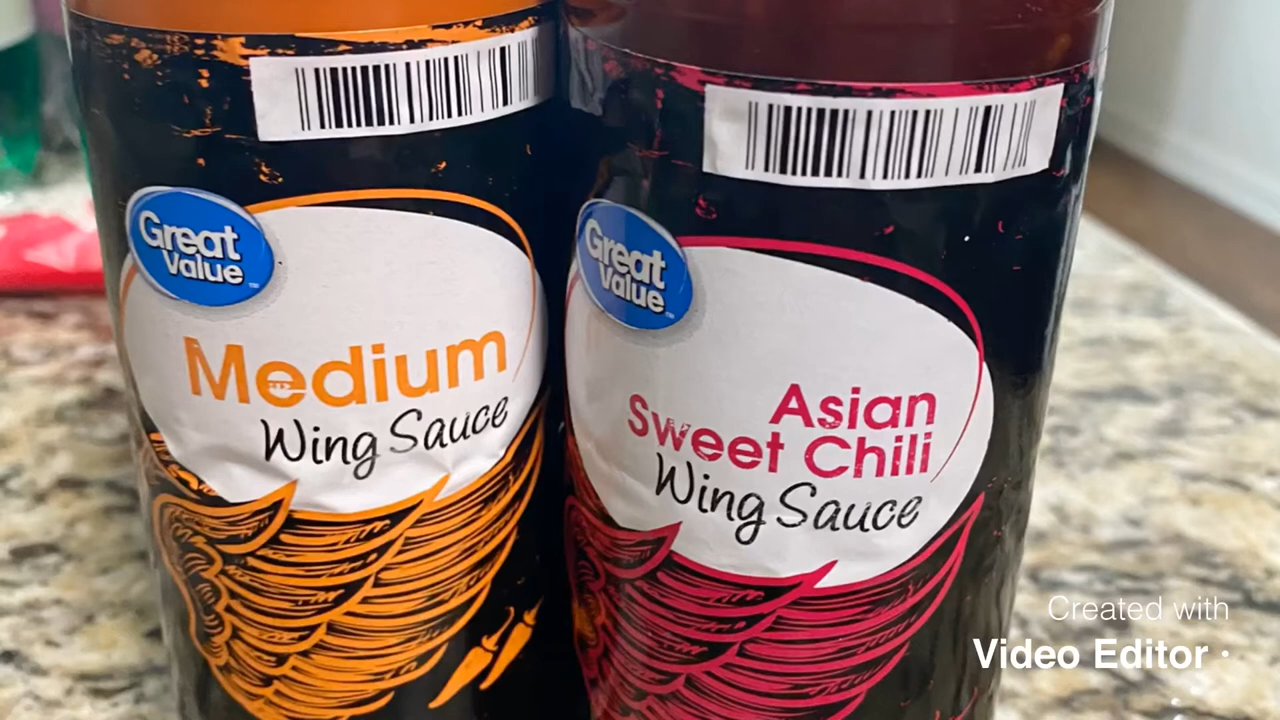 Great
Value
Medium
Wing Sauce
Great
Value
Asian
Sweet Chili
Wing Sauce
Created with
Video Editor